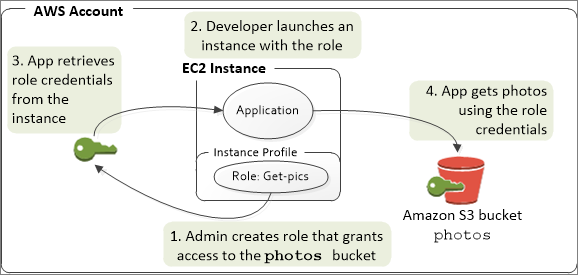 AWS Account
2. Developer launches an
instance with the role
3. App retrieves
role credentials
from the
instance
EC2 Instance
Application
4. App gets photos
using the role
credentials
Instance Profile
Role: Get-pics
Amazon S3 bucket
photos
1. Admin creates role that grants
access to the photos bucket